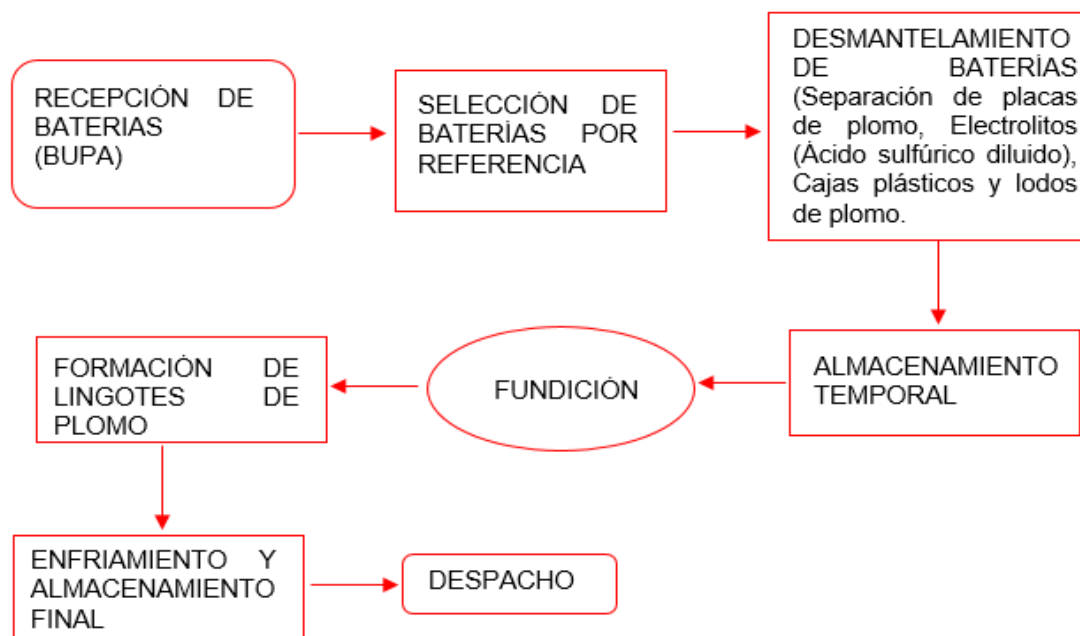 RECEPCIÓN DE
BATERIAS
(BUPA)
SELECCIÓN DE
BATERÍAS POR
REFERENCIA
DESMANTELAMIENTO
DE BATERÍAS
(Separación de placas
de plomo, Electrolitos
(Ácido sulfúrico diluido),
Cajas plásticos y lodos
de plomo.
ALMACENAMIENTO
TEMPORAL
FUNDICIÓN
FORMACIÓN DE
LINGOTES DE
PLOMO
ENFRIAMIENTO Y
ALMACENAMIENTO
FINAL
DESPACHO